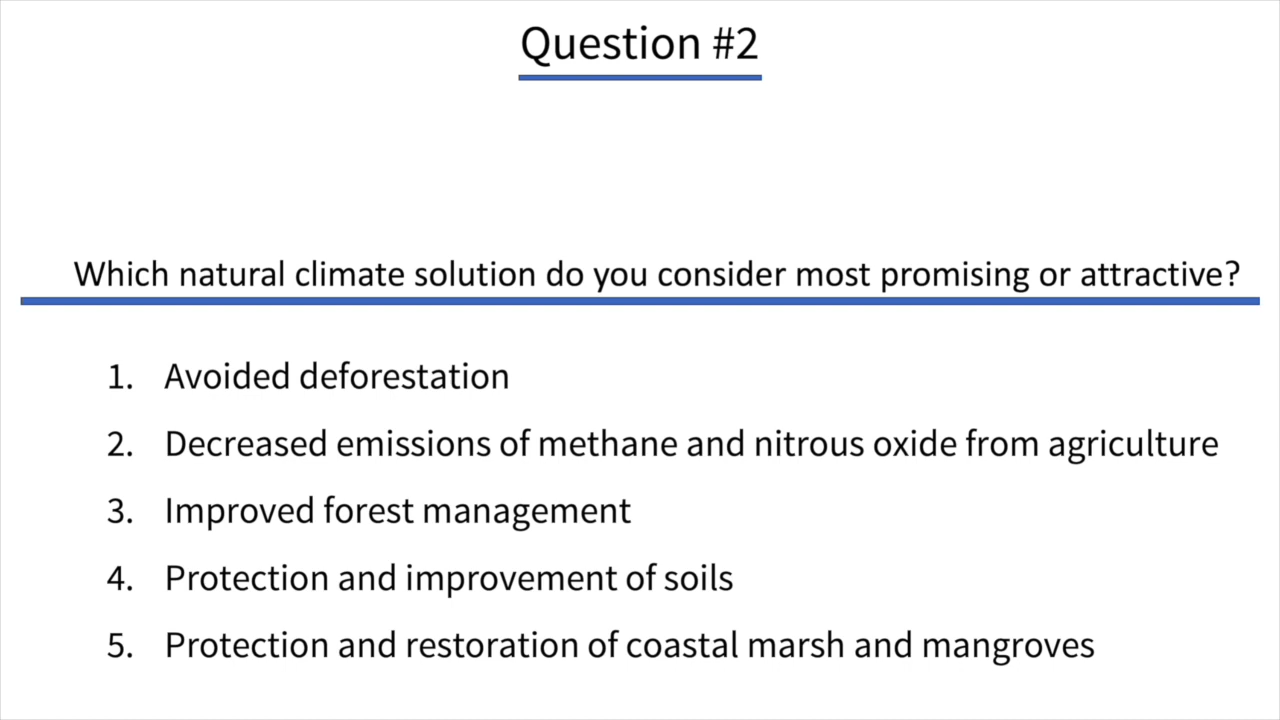 Question #2
Which natural climate solution do you consider most promising or attractive?
1. Avoided deforestation
2. Decreased emissions of methane and nitrous oxide from agriculture
3. Improved forest management
4. Protection and improvement of soils
5. Protection and restoration of coastal marsh and mangroves